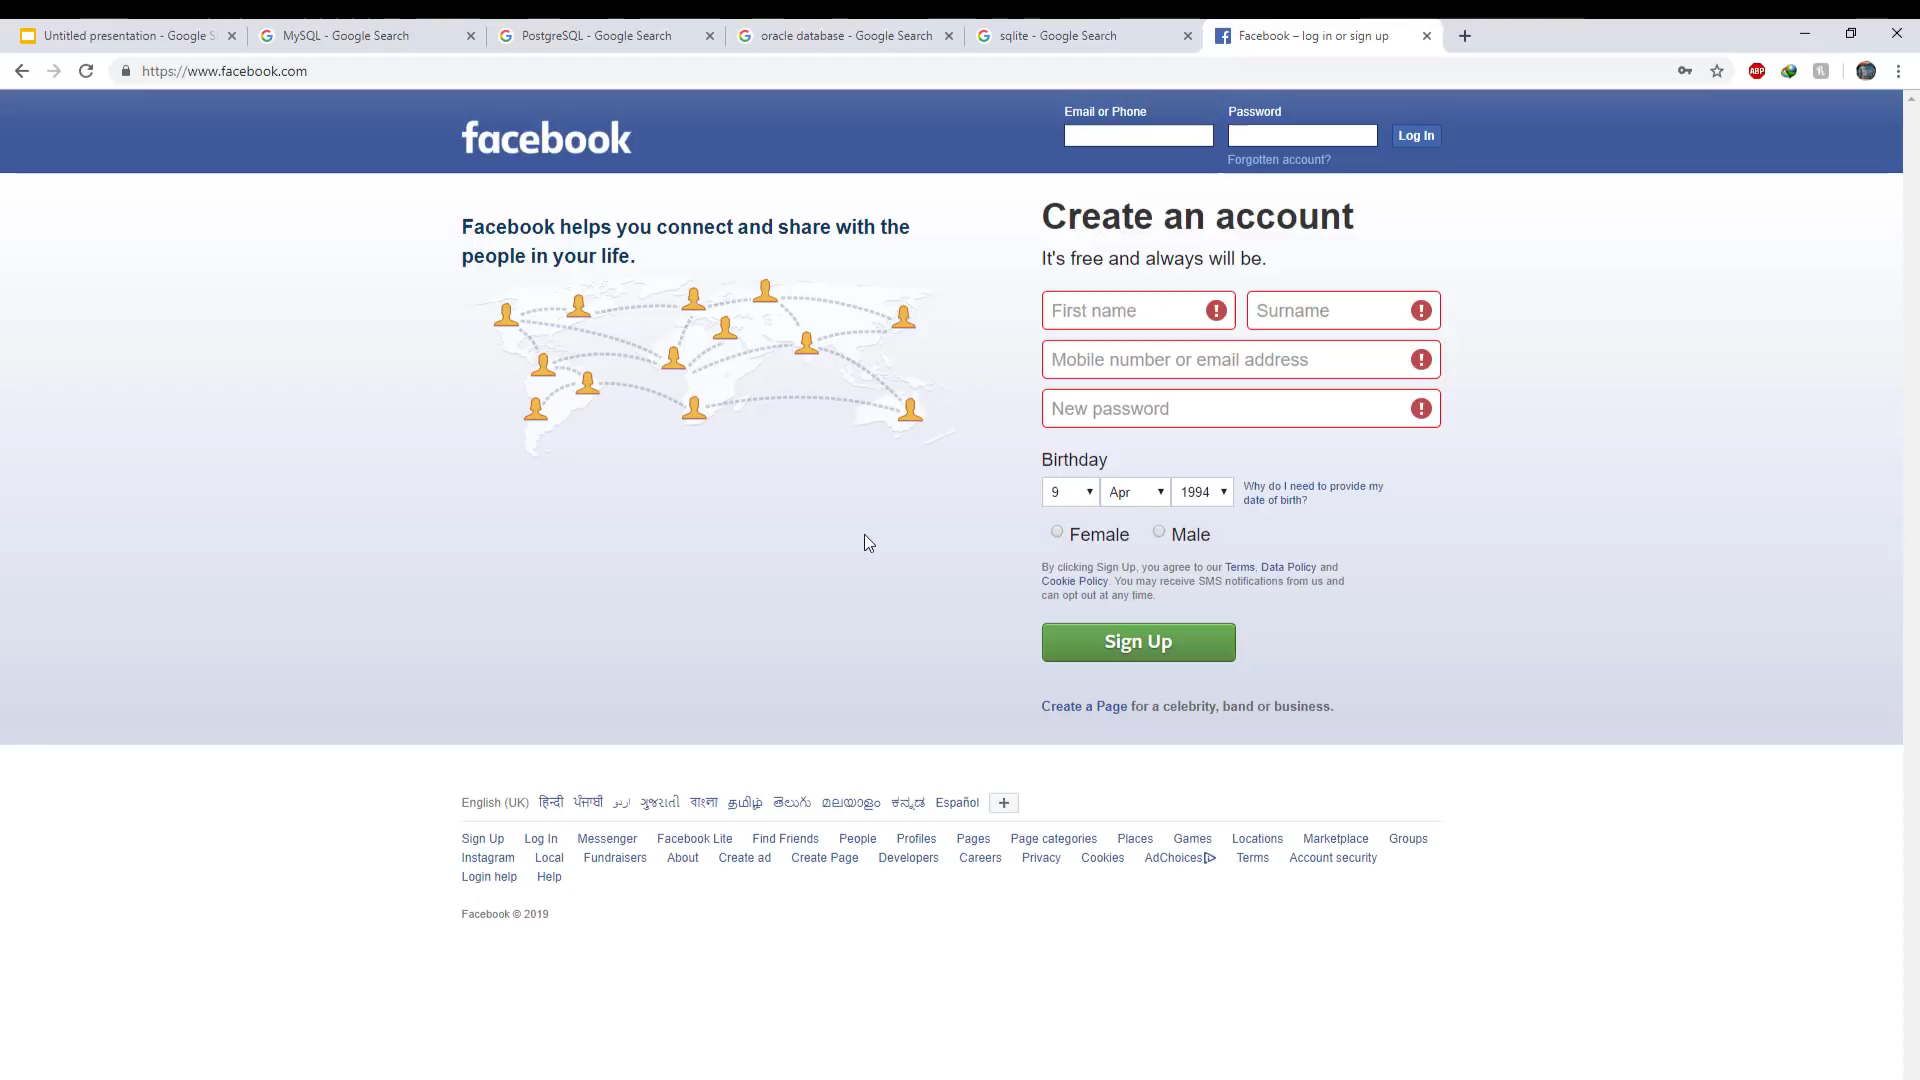 Untitled presentation - Google S
MySQL - Google Search
PostgreSQL - Google Search
oracle database - Google Search
sqlite - Google Search
Facebook – log in or sign up
https://www.facebook.com
ABP
facebook
Email or Phone
Password
Log In
Forgotten account?
Facebook helps you connect and share with the
people in your life.
Create an account
It's free and always will be.
First name
Surname
Mobile number or email address
New password
Birthday
9 Apr 1994
Why do I need to provide my
date of birth?
Female Male
By clicking Sign Up, you agree to our Terms, Data Policy and
Cookie Policy. You may receive SMS notifications from us and
can opt out at any time.
Sign Up
Create a Page for a celebrity, band or business.
English (UK) हिन्दी ਪੰਜਾਬੀ اردو ગુજરાતી বাংলা தமிழ் తెలుగు മലയാളം ಕನ್ನಡ Español +
Sign Up Log In Messenger Facebook Lite Find Friends People Profiles Pages Page categories Places Games Locations Marketplace Groups
Instagram Local Fundraisers About Create ad Create Page Developers Careers Privacy Cookies AdChoices Terms Account security
Login help Help
Facebook © 2019